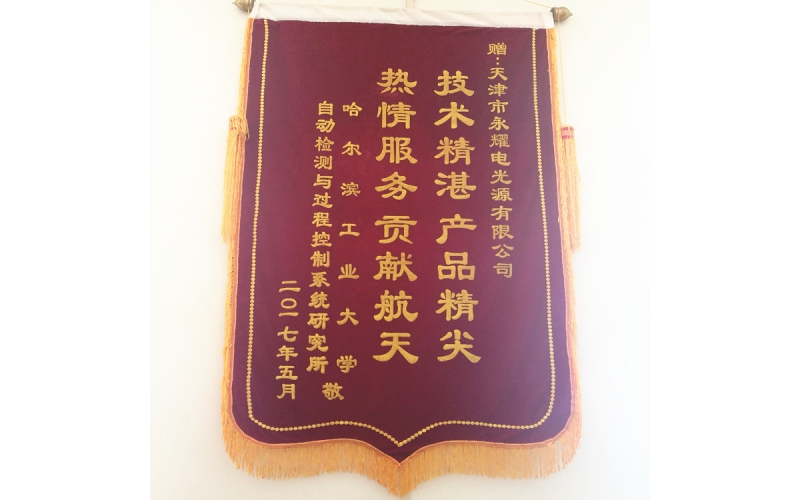 赠：天津市永耀电光源有限公司
技术精湛 产品精尖
热情服务 贡献航天
哈尔滨工业大学
自动检测与过程控制系统研究所 敬
二〇一七年五月